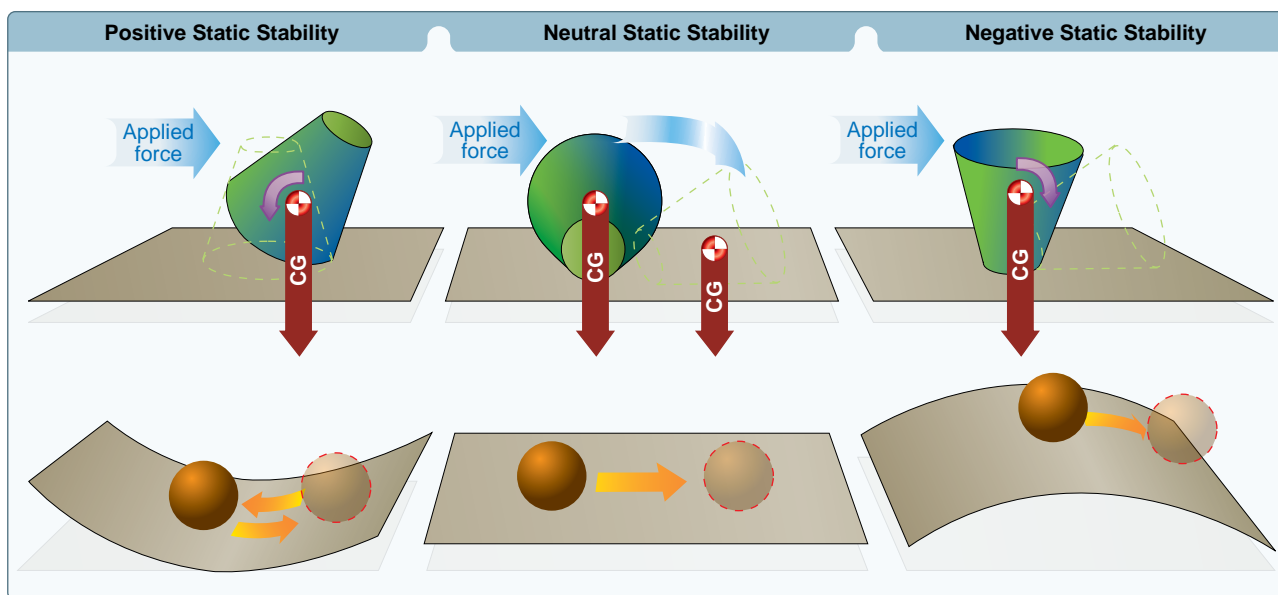 Positive Static Stability
Neutral Static Stability
Negative Static Stability
Applied
force
Applied
force
Applied
force
CG
CG
CG
CG